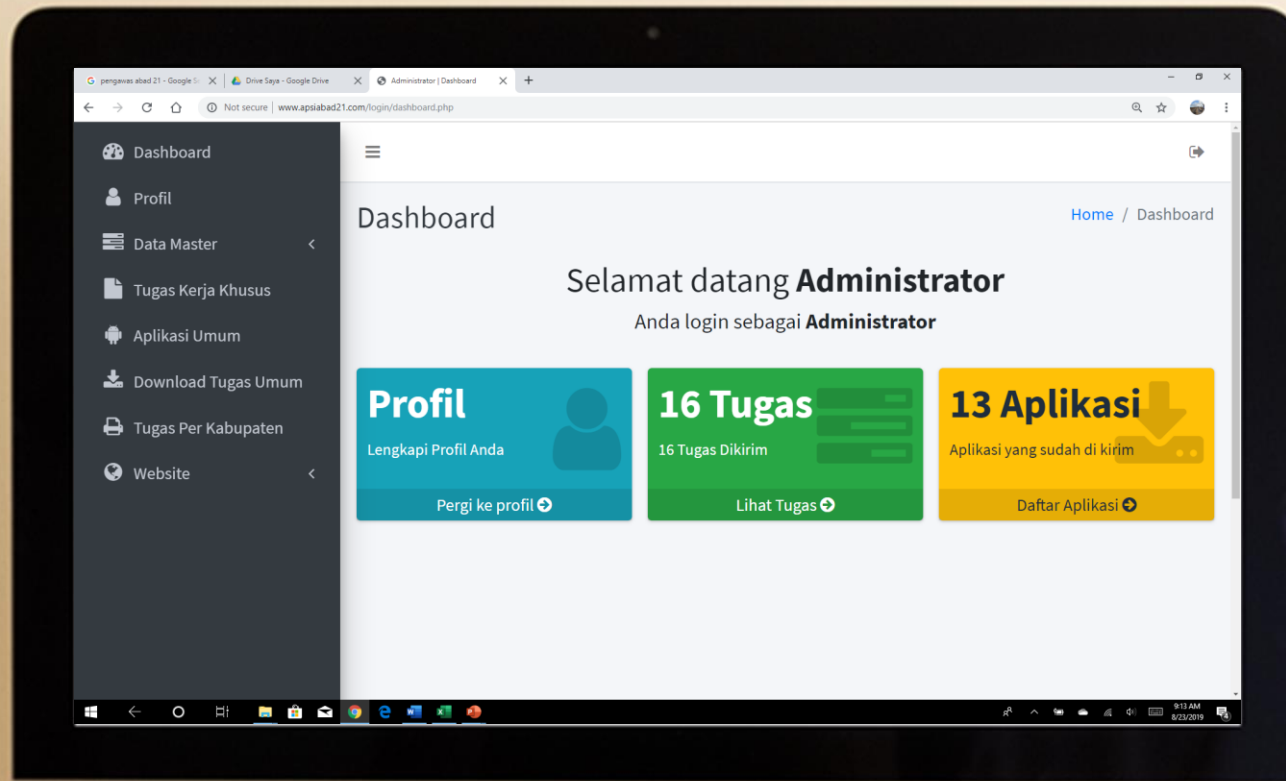 pengawas abad 21 - Google S
Drive Saya - Google Drive
Administrator | Dashboard
Not secure | www.apsiabad21.com/login/dashboard.php
Dashboard
Profil
Data Master
Tugas Kerja Khusus
Aplikasi Umum
Download Tugas Umum
Tugas Per Kabupaten
Website
Dashboard
Home / Dashboard
Selamat datang Administrator
Anda login sebagai Administrator
Profil
Lengkapi Profil Anda
Pergi ke profil
16 Tugas
16 Tugas Dikirim
Lihat Tugas
13 Aplikasi
Aplikasi yang sudah di kirim
Daftar Aplikasi
9:13 AM
8/23/2019